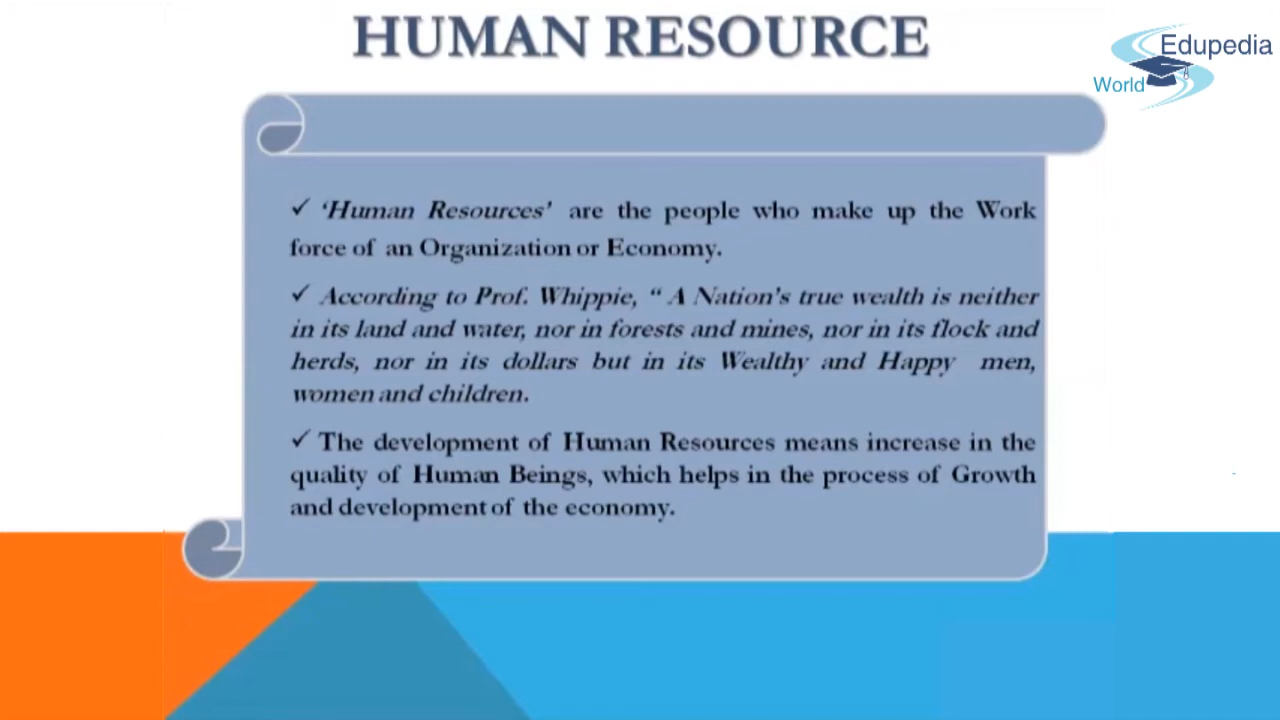 HUMAN RESOURCE
Edupedia
World
✓ ‘Human Resources’ are the people who make up the Work
force of an Organization or Economy.
✓ According to Prof. Whippie, “ A Nation’s true wealth is neither
in its land and water, nor in forests and mines, nor in its flock and
herds, nor in its dollars but in its Wealthy and Happy men,
women and children.
✓ The development of Human Resources means increase in the
quality of Human Beings, which helps in the process of Growth
and development of the economy.